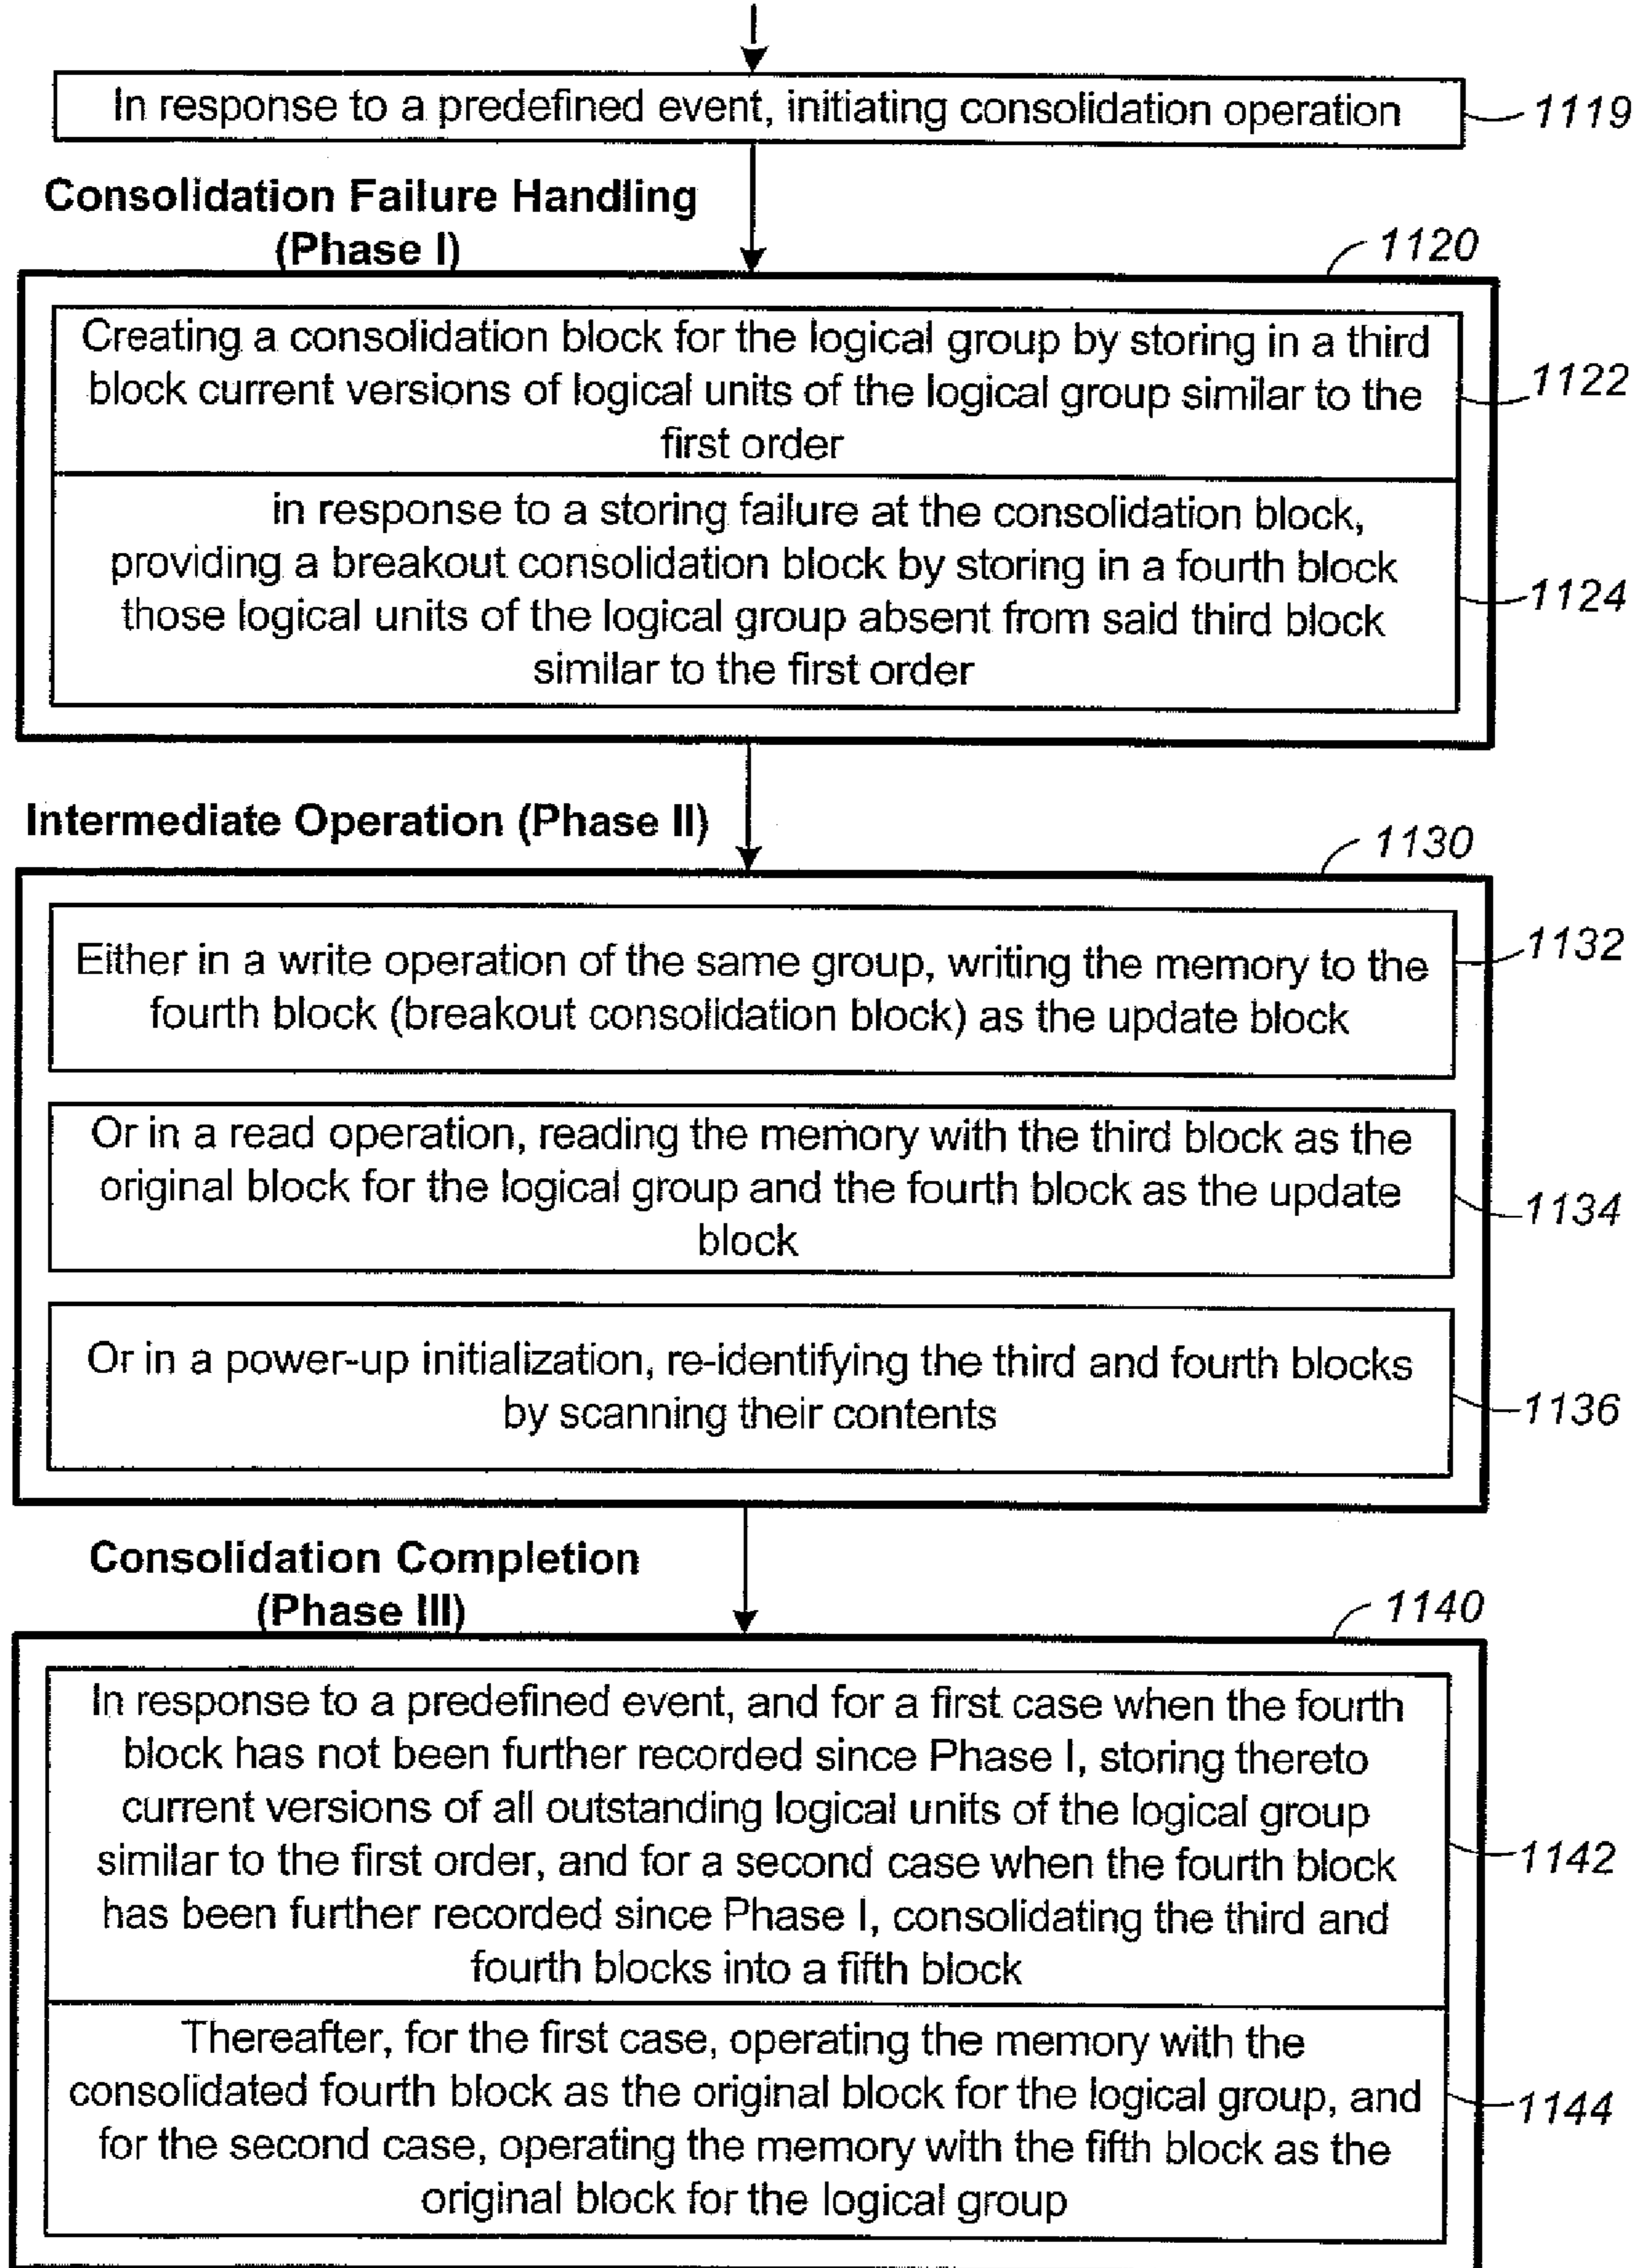 In response to a predefined event, initiating consolidation operation
1119
Consolidation Failure Handling
(Phase I)
1120
Creating a consolidation block for the logical group by storing in a third
block current versions of logical units of the logical group similar to the
first order
1122
in response to a storing failure at the consolidation block,
providing a breakout consolidation block by storing in a fourth block
those logical units of the logical group absent from said third block
similar to the first order
1124
Intermediate Operation (Phase II)
1130
Either in a write operation of the same group, writing the memory to the
fourth block (breakout consolidation block) as the update block
1132
Or in a read operation, reading the memory with the third block as the
original block for the logical group and the fourth block as the update
block
1134
Or in a power-up initialization, re-identifying the third and fourth blocks
by scanning their contents
1136
Consolidation Completion
(Phase III)
1140
In response to a predefined event, and for a first case when the fourth
block has not been further recorded since Phase I, storing thereto
current versions of all outstanding logical units of the logical group
similar to the first order, and for a second case when the fourth block
has been further recorded since Phase I, consolidating the third and
fourth blocks into a fifth block
1142
Thereafter, for the first case, operating the memory with the
consolidated fourth block as the original block for the logical group, and
for the second case, operating the memory with the fifth block as the
original block for the logical group
1144